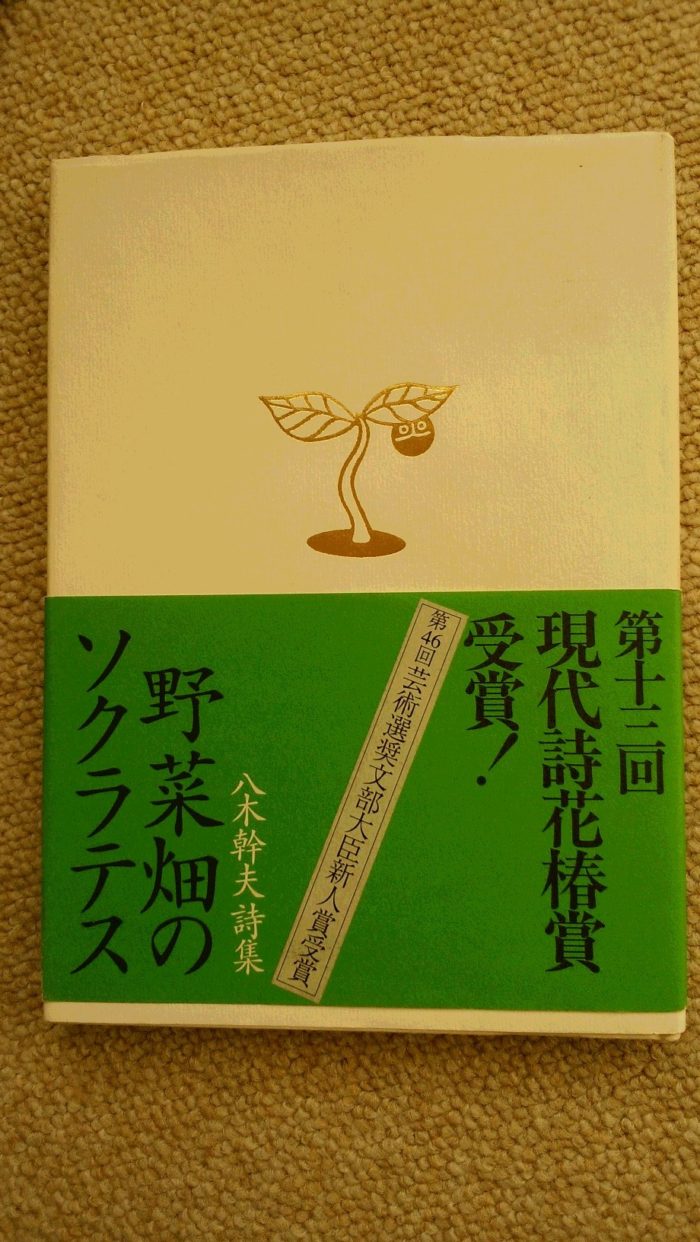 第十三回
現代詩花椿賞
受賞!
第46回芸術選奨文部大臣新人賞受賞
八木幹夫詩集
野菜畑の
ソクラテス